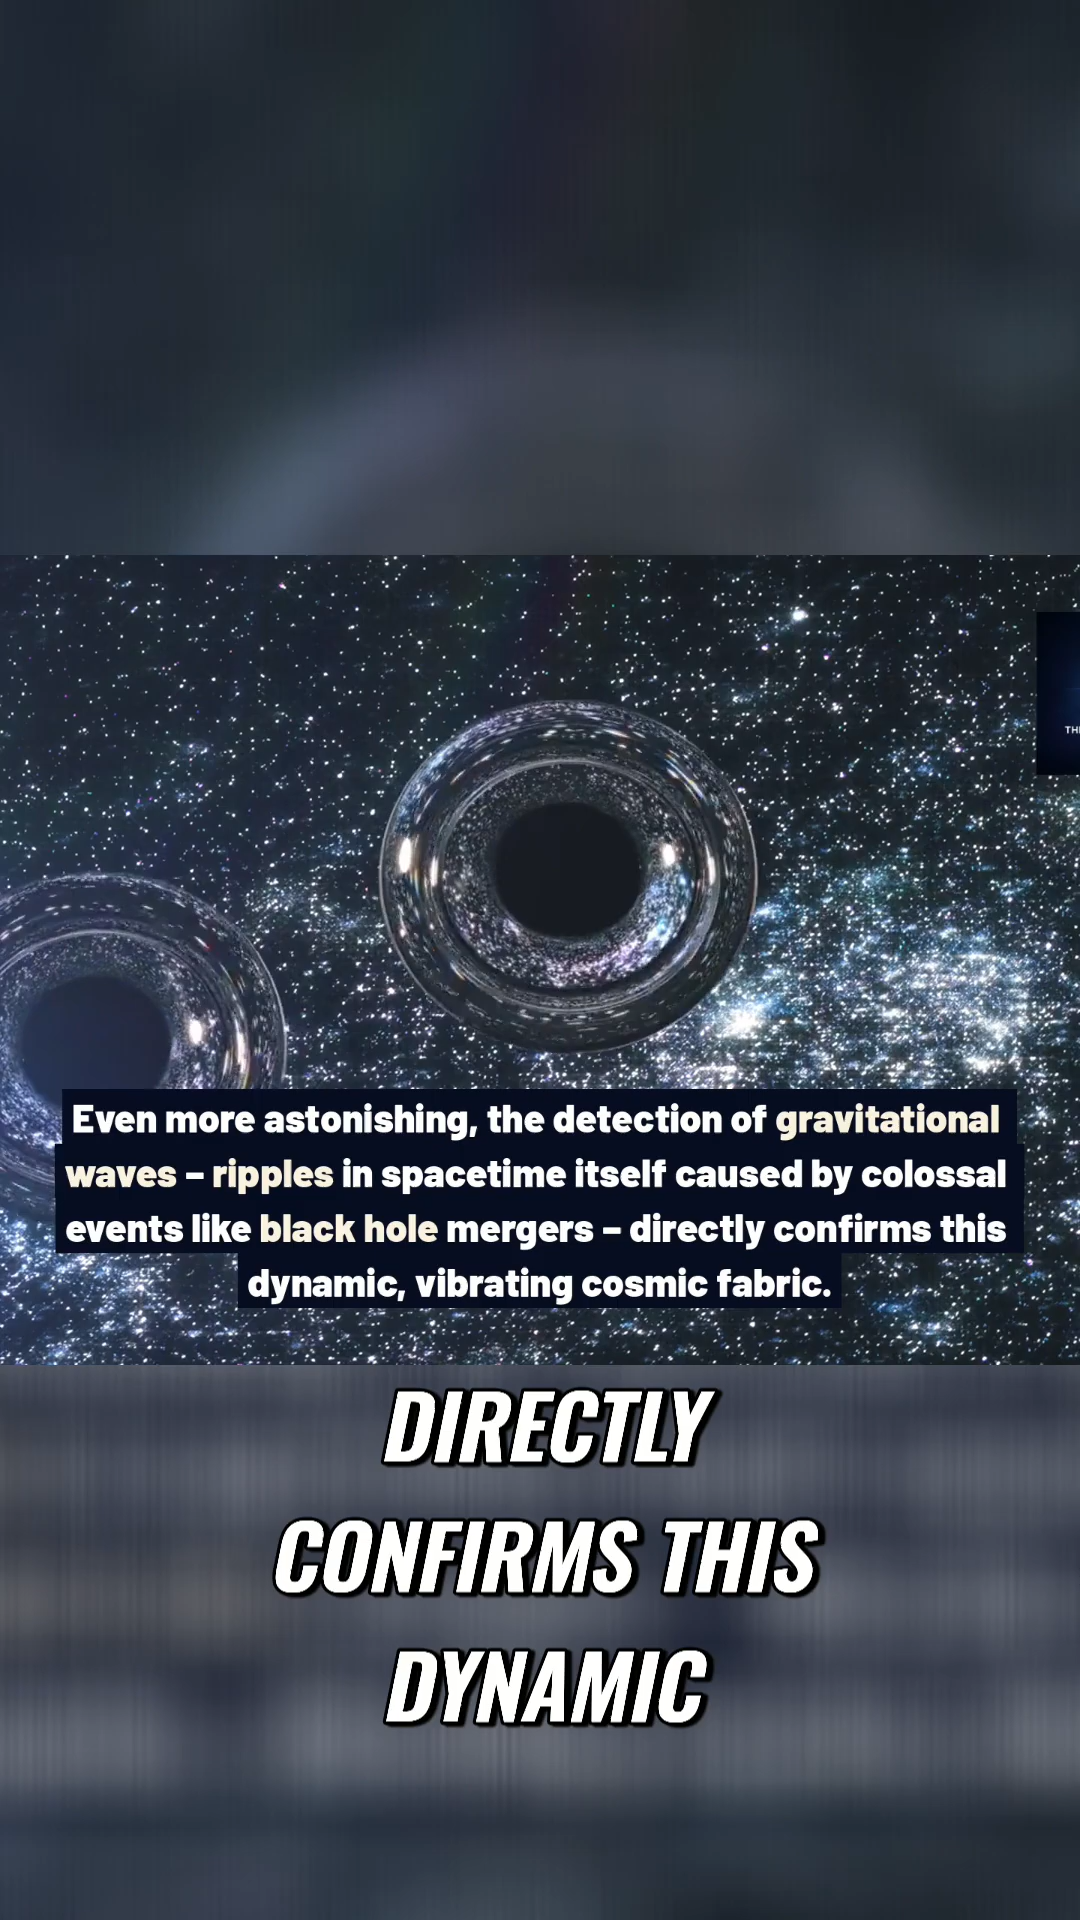 Even more astonishing, the detection of gravitational
waves – ripples in spacetime itself caused by colossal
events like black hole mergers – directly confirms this
dynamic, vibrating cosmic fabric.
DIRECTLY
CONFIRMS THIS
DYNAMIC